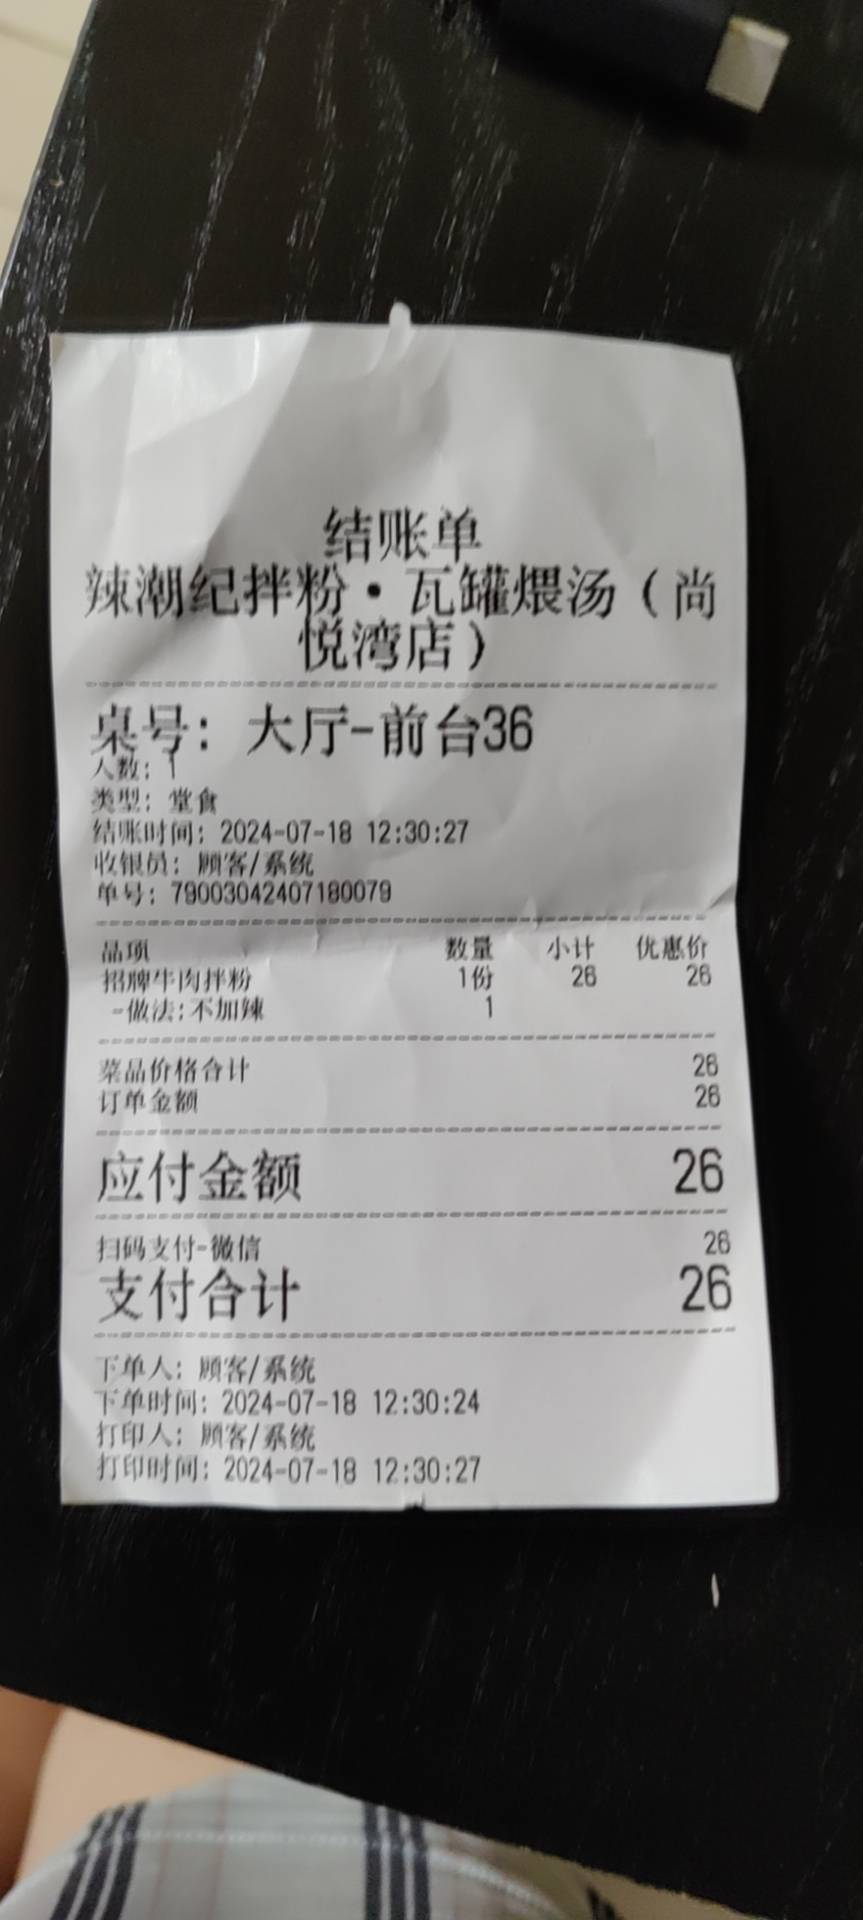 结账单
辣潮纪拌粉·瓦罐煨汤（尚
悦湾店）
桌号：大厅-前台36
人数：1
类型：堂食
结账时间：2024-07-18 12:30:27
收银员：顾客/系统
单号：79003042407180079
品项 数量 小计 优惠价
招牌牛肉拌粉 1份 26 26
-做法:不加辣 1
菜品价格合计 26
订单金额 26
应付金额 26
扫码支付-微信 26
支付合计 26
下单人：顾客/系统
下单时间：2024-07-18 12:30:24
打印人：顾客/系统
打印时间：2024-07-18 12:30:27